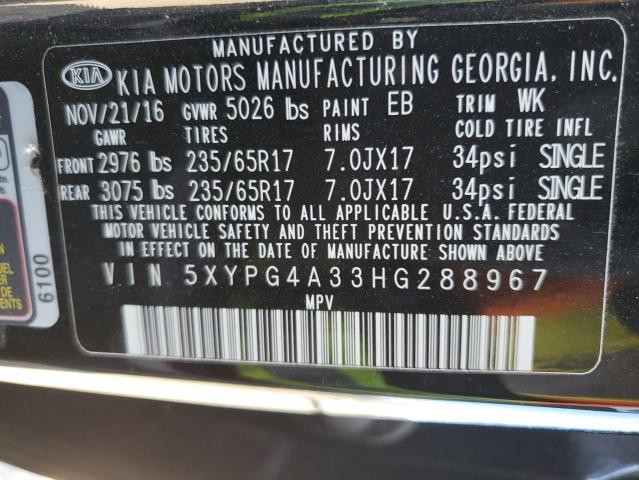 MANUFACTURED BY
KIA KIA MOTORS MANUFACTURING GEORGIA, INC.
NOV/21/16 GVWR 5026 lbs PAINT EB TRIM WK
GAWR TIRES RIMS COLD TIRE INFL
FRONT 2976 lbs 235/65R17 7.0JX17 34psi SINGLE
REAR 3075 lbs 235/65R17 7.0JX17 34psi SINGLE
THIS VEHICLE CONFORMS TO ALL APPLICABLE U.S.A. FEDERAL
MOTOR VEHICLE SAFETY AND THEFT PREVENTION STANDARDS
IN EFFECT ON THE DATE OF MANUFACTURE SHOWN ABOVE
VIN 5XYPG4A33HG288967
MPV
6100